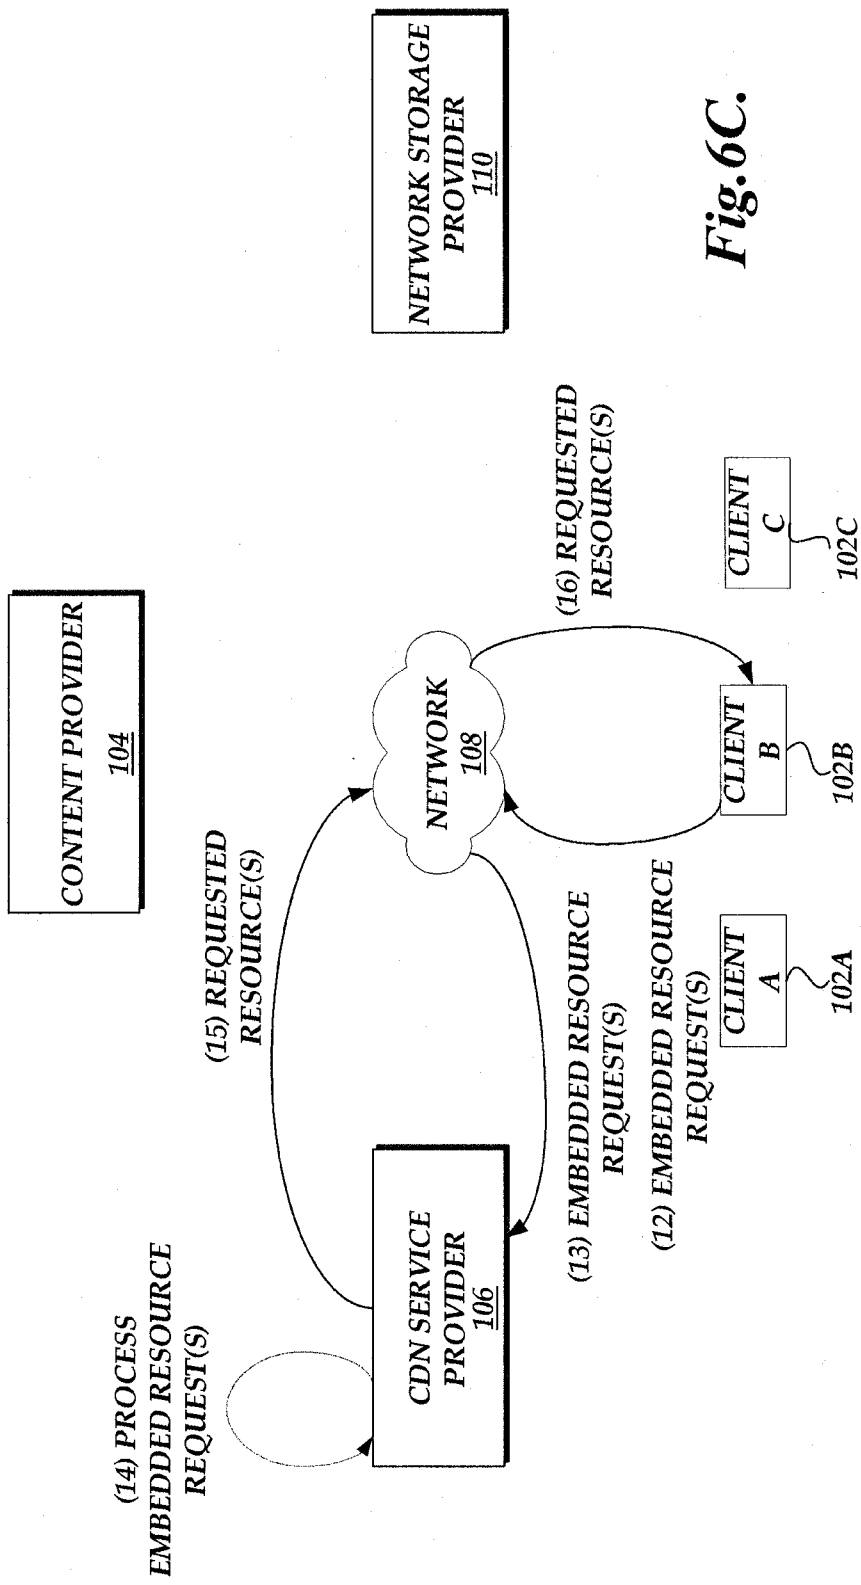 CONTENT PROVIDER
104
(14) PROCESS
EMBEDDED RESOURCE
REQUEST(S)
(15) REQUESTED
RESOURCE(S)
CDN SERVICE
PROVIDER
106
NETWORK
108
NETWORK STORAGE
PROVIDER
110
(13) EMBEDDED RESOURCE
REQUEST(S)
(12) EMBEDDED RESOURCE
REQUEST(S)
(16) REQUESTED
RESOURCE(S)
CLIENT
A
102A
CLIENT
B
102B
CLIENT
C
102C
Fig.6C.